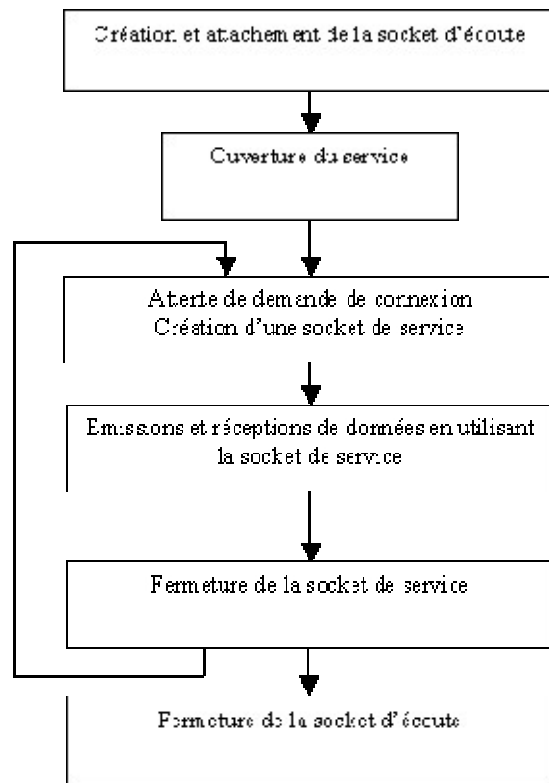 Création et attachement de la socket d'écoute
Ouverture du service
Attente de demande de connexion
Création d'une socket de service
Emissions et réceptions de données en utilisant
la socket de service
Fermeture de la socket de service
Fermeture de la socket d'écoute